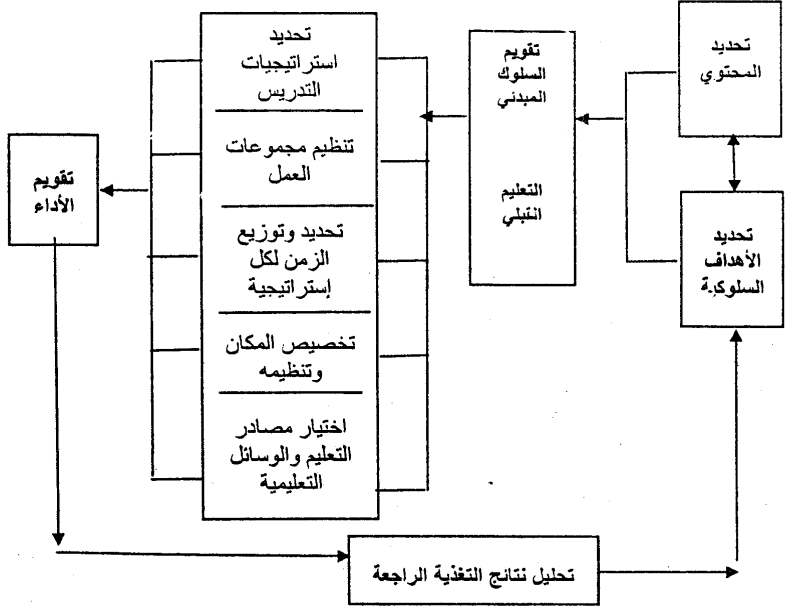 تحديد
المحتوي
تحديد
الأهداف
السلوكية
تقويم
السلوك
المبدئي
التعليم
القبلي
تحديد
استراتيجيات
التدريس
تنظيم مجموعات
العمل
تحديد وتوزيع
الزمن لكل
إستراتيجية
تخصيص المكان
وتنظيمه
اختيار مصادر
التعليم والوسائل
التعليمية
تقويم
الأداء
تحليل نتائج التغذية الراجعة